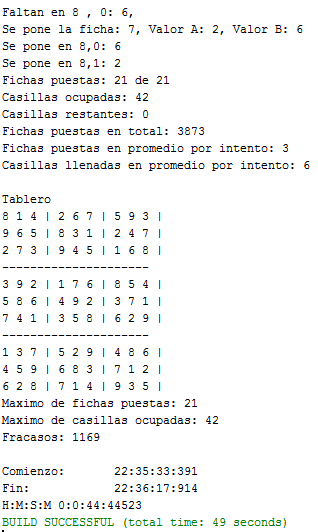 Faltan en 8 , 0: 6,
Se pone la ficha: 7, Valor A: 2, Valor B: 6
Se pone en 8,0: 6
Se pone en 8,1: 2
Fichas puestas: 21 de 21
Casillas ocupadas: 42
Casillas restantes: 0
Fichas puestas en total: 3873
Fichas puestas en promedio por intento: 3
Casillas llenadas en promedio por intento: 6
Tablero
8 1 4 | 2 6 7 | 5 9 3 |
9 6 5 | 8 3 1 | 2 4 7 |
2 7 3 | 9 4 5 | 1 6 8 |
---------------------
3 9 2 | 1 7 6 | 8 5 4 |
5 8 6 | 4 9 2 | 3 7 1 |
7 4 1 | 3 5 8 | 6 2 9 |
---------------------
1 3 7 | 5 2 9 | 4 8 6 |
4 5 9 | 6 8 3 | 7 1 2 |
6 2 8 | 7 1 4 | 9 3 5 |
Maximo de fichas puestas: 21
Maximo de casillas ocupadas: 42
Fracasos: 1169
Comienzo: 22:35:33:391
Fin: 22:36:17:914
H:M:S:M 0:0:44:44523
BUILD SUCCESSFUL (total time: 49 seconds)